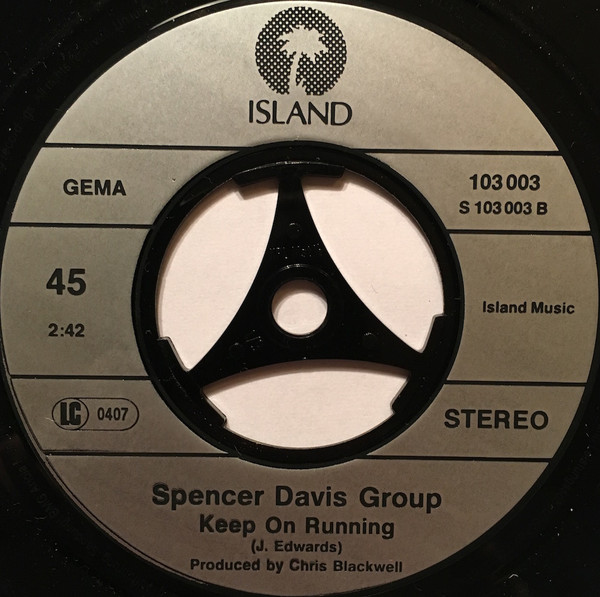 ISLAND
GEMA
103 003
S 103 003 B
45
2:42
Island Music
LC 0407
STEREO
Spencer Davis Group
Keep On Running
(J. Edwards)
Produced by Chris Blackwell